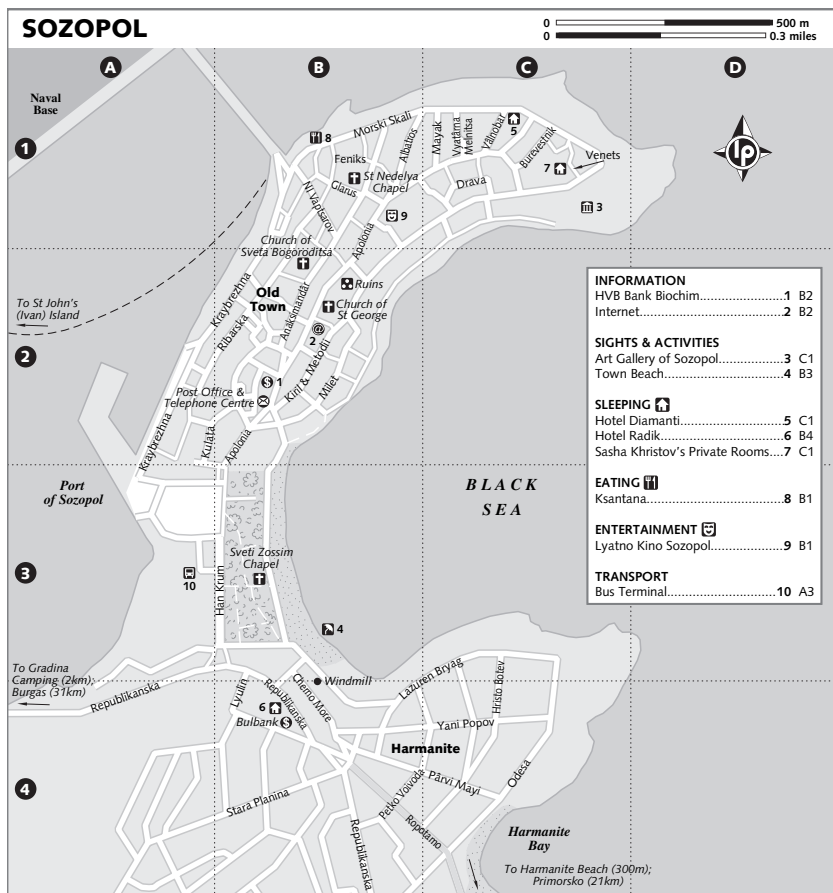 SOZOPOL
0 500 m
0 0.3 miles
A
B
C
D
Naval
Base
1
8
Morski Skali
Albatros
Mayak
Vyatarna
Melnitsa
Välnobar
5
Burevestnik
Venets
7
Feniks
St Nedelya
Chapel
Glarus
Ni Vaptsarov
Drava
3
9
Apolonia
lp
Church of
Sveta Bogoroditsa
Ruins
Old
Town
Church of
St George
Anaksimandâr
Kraybrezhna
Ribarska
To St John's
(Ivan) Island
2
2
1
Kiril & Metodii
Milet
Post Office &
Telephone Centre
Kraybrezhna
Kulata
Apolonia
Port
of Sozopol
BLACK
SEA
INFORMATION
HVB Bank Biochim...............1 B2
Internet..............................2 B2
SIGHTS & ACTIVITIES
Art Gallery of Sozopol...........3 C1
Town Beach........................4 B3
SLEEPING
Hotel Diamanti.....................5 C1
Hotel Radik.........................6 B4
Sasha Khristov's Private Rooms....7 C1
EATING
Ksantana............................8 B1
ENTERTAINMENT
Lyatno Kino Sozopol..............9 B1
TRANSPORT
Bus Terminal......................10 A3
3
Sveti Zossim
Chapel
10
Han Krum
4
To Gradina
Camping (2km);
Burgas (31km)
Republikanska
Lyulin
Republikanska
Chemo More
Windmill
Lazuren Bryag
Hristo Botev
6
Bulbank
Yani Popov
Harmanite
4
Pârvi Mayi
Odesa
Stara Planina
Petko Voivoda
Ropotamo
Republikanska
Harmanite
Bay
To Harmanite Beach (300m);
Primorsko (21km)